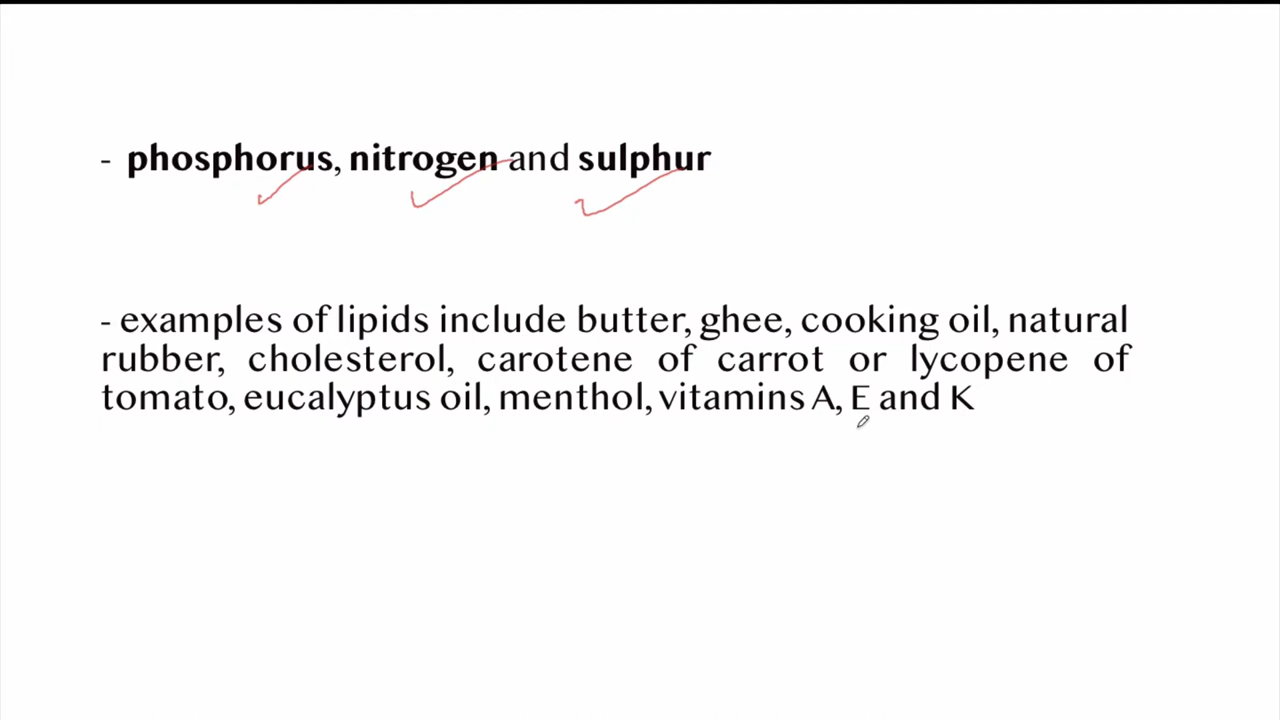 - phosphorus, nitrogen and sulphur
- examples of lipids include butter, ghee, cooking oil, natural
rubber, cholesterol, carotene of carrot or lycopene of
tomato, eucalyptus oil, menthol, vitamins A, E and K